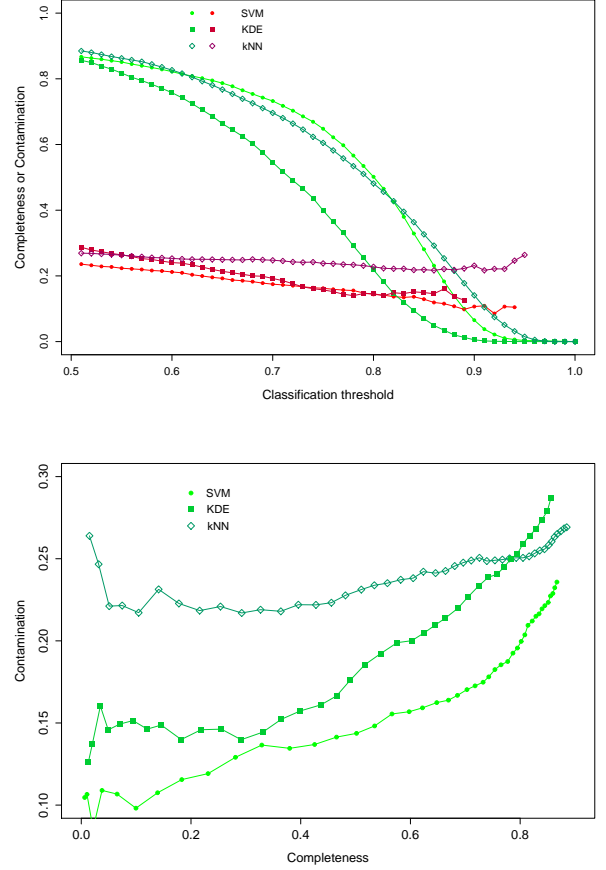 SVM
KDE
kNN
Completeness or Contamination
0.0
0.2
0.4
0.6
0.8
1.0
0.5 0.6 0.7 0.8 0.9 1.0
Classification threshold
SVM
KDE
kNN
Contamination
0.10
0.15
0.20
0.25
0.30
0.0 0.2 0.4 0.6 0.8
Completeness